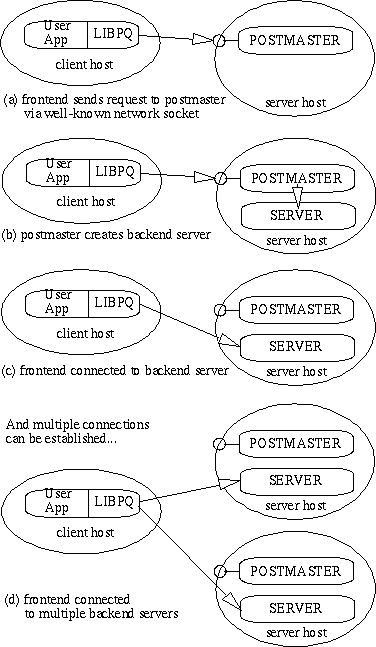 User
App
LIBPQ
POSTMASTER
client host
(a) frontend sends request to postmaster
via well-known network socket
server host
User
App
LIBPQ
POSTMASTER
SERVER
client host
server host
(b) postmaster creates backend server
User
App
LIBPQ
POSTMASTER
SERVER
client host
server host
(c) frontend connected to backend server
And multiple connections
can be established...
POSTMASTER
SERVER
server host
User
App
LIBPQ
client host
POSTMASTER
SERVER
server host
(d) frontend connected
to multiple backend servers